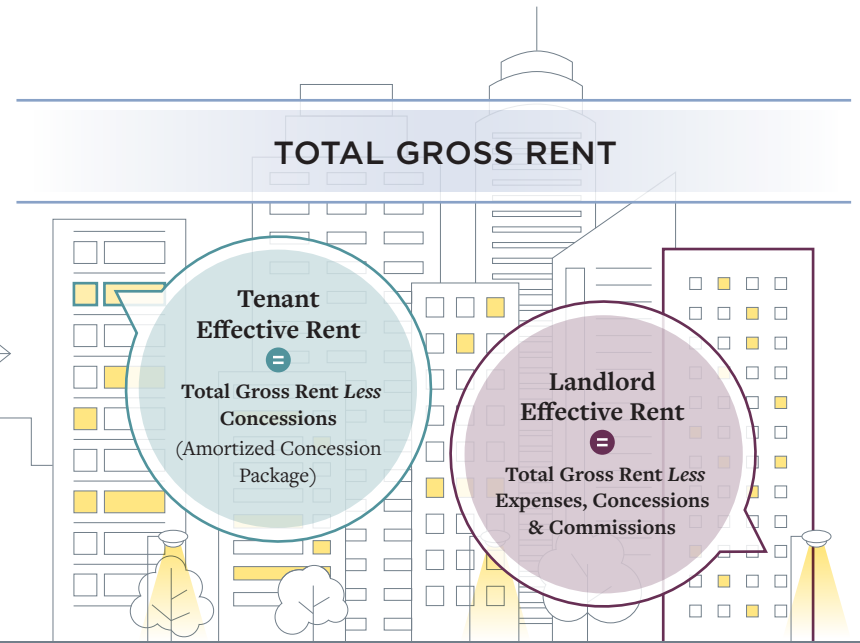 TOTAL GROSS RENT
Tenant
Effective Rent
=
Total Gross Rent Less
Concessions
(Amortized Concession
Package)
Landlord
Effective Rent
=
Total Gross Rent Less
Expenses, Concessions
& Commissions